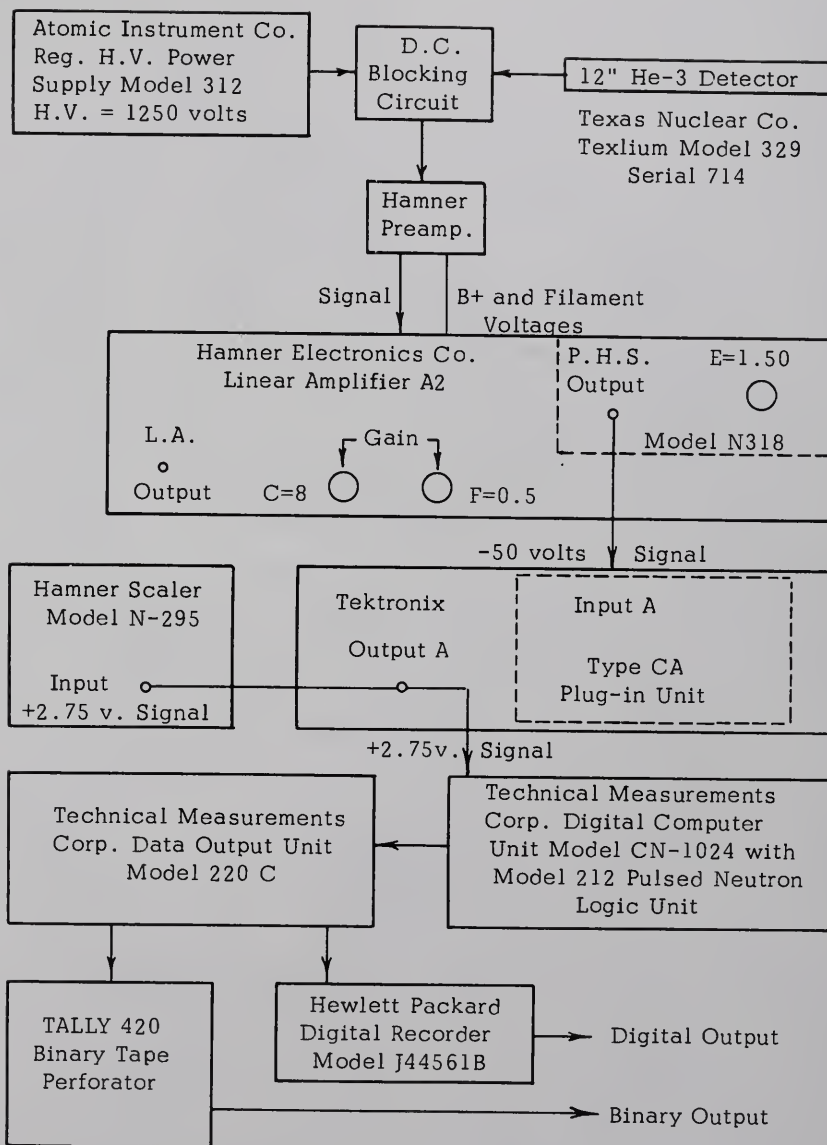 Atomic Instrument Co.
Reg. H.V. Power
Supply Model 312
H.V. = 1250 volts
D.C.
Blocking
Circuit
12" He-3 Detector
Texas Nuclear Co.
Texlium Model 329
Serial 714
Hamner
Preamp.
Signal
B+ and Filament
Voltages
Hamner Electronics Co.
Linear Amplifier A2
P.H.S.
Output
E=1.50
Model N318
L.A.
Output
Gain
C=8
F=0.5
-50 volts
Signal
Hamner Scaler
Model N-295
Input
+2.75 v. Signal
Tektronix
Output A
Input A
Type CA
Plug-in Unit
+2.75v. Signal
Technical Measurements
Corp. Data Output Unit
Model 220 C
Technical Measurements
Corp. Digital Computer
Unit Model CN-1024 with
Model 212 Pulsed Neutron
Logic Unit
TALLY 420
Binary Tape
Perforator
Hewlett Packard
Digital Recorder
Model J44561B
Digital Output
Binary Output